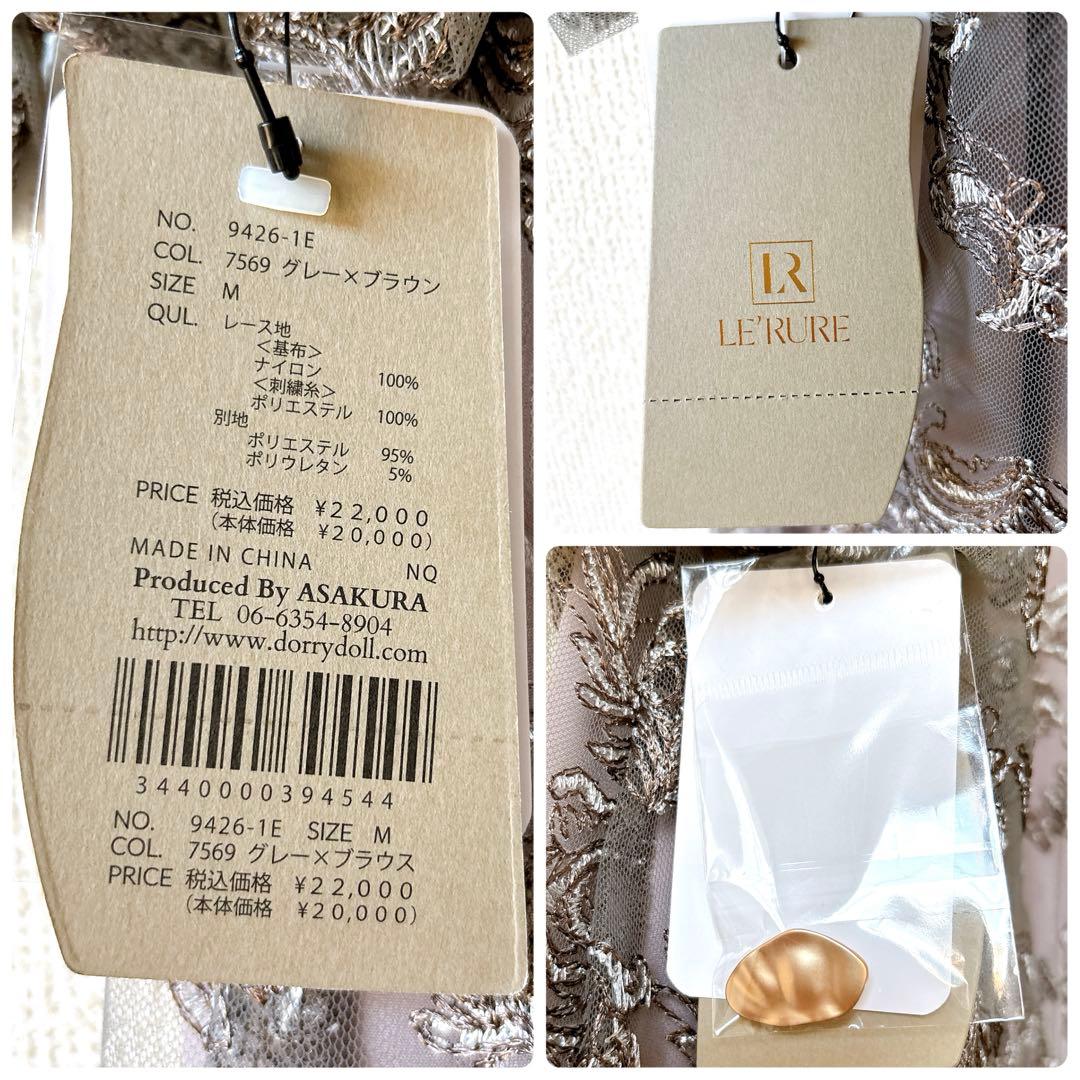 NO. 9426-1E
COL. 7569 グレー×ブラウン
SIZE M
QUL. レース地
＜基布＞
ナイロン 100%
＜刺繍糸＞
ポリエステル 100%
別地
ポリエステル 95%
ポリウレタン 5%
PRICE 税込価格 ¥22,000
(本体価格 ¥20,000)
MADE IN CHINA NQ
Produced By ASAKURA
TEL 06-6354-8904
http://www.dorrydoll.com
3440000394544
NO. 9426-1E SIZE M
COL. 7569 グレー×ブラウス
PRICE 税込価格 ¥22,000
(本体価格 ¥20,000)
LR
LE'RURE